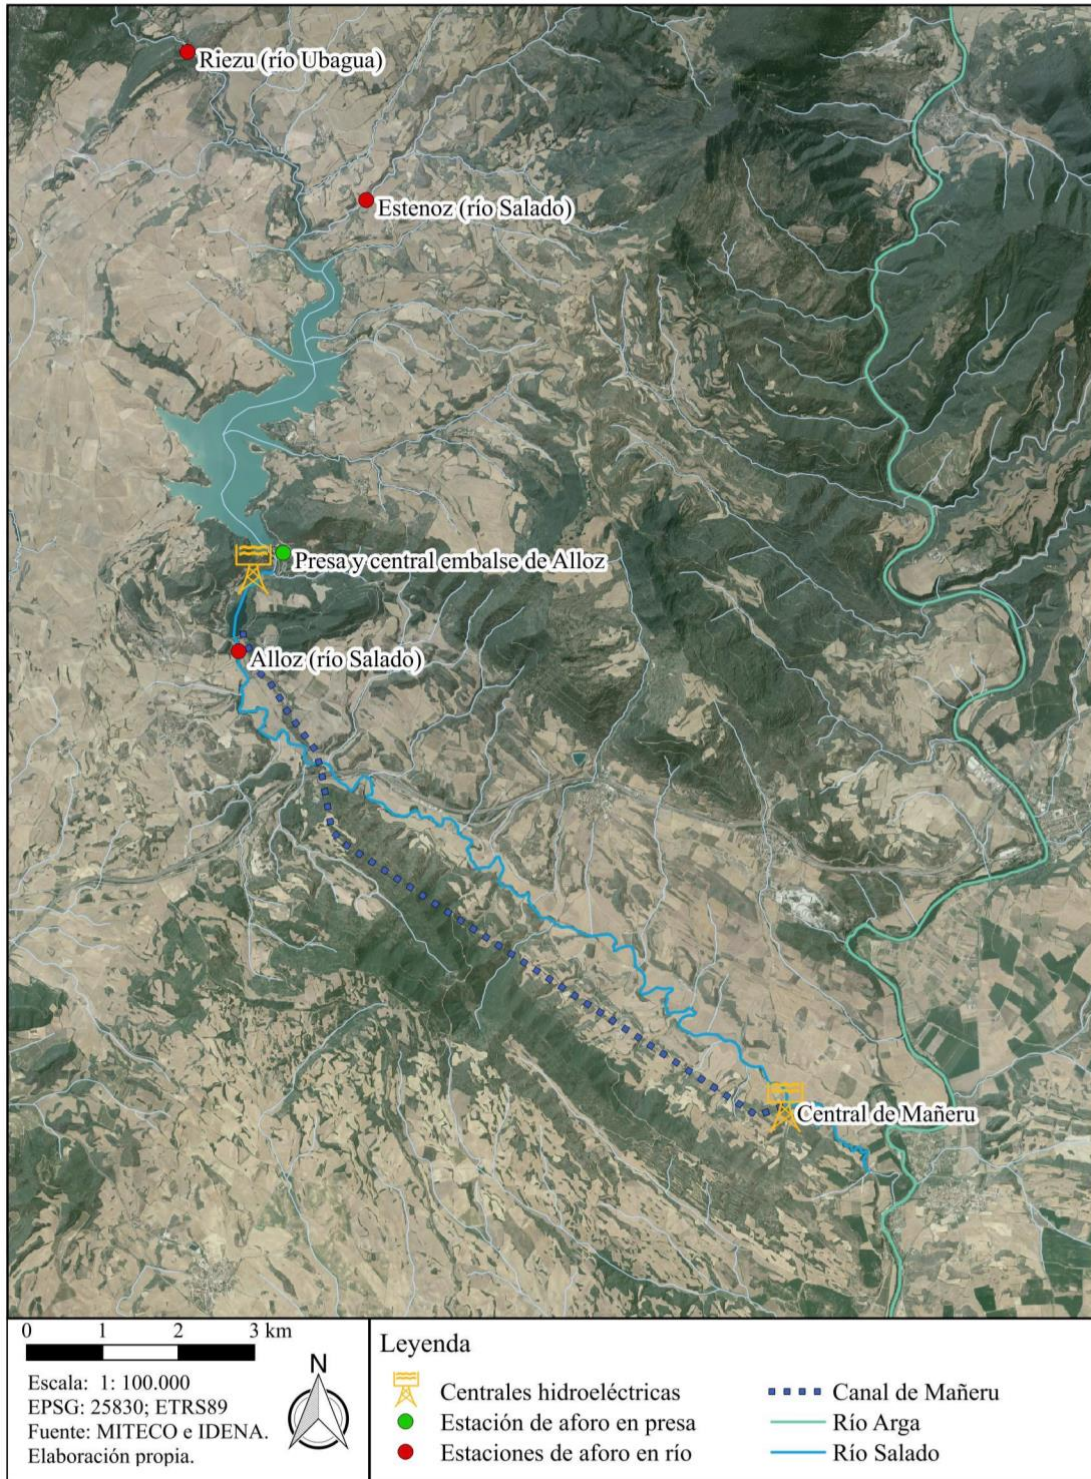 Riezu (río Ubagua)
Estenoz (río Salado)
Presa y central embalse de Alloz
Alloz (río Salado)
Central de Mañeru
0 1 2 3 km
Escala: 1: 100.000
EPSG: 25830; ETRS89
Fuente: MITECO e IDENA.
Elaboración propia.
N
Leyenda
Centrales hidroeléctricas
Estación de aforo en presa
Estaciones de aforo en río
Canal de Mañeru
Río Arga
Río Salado